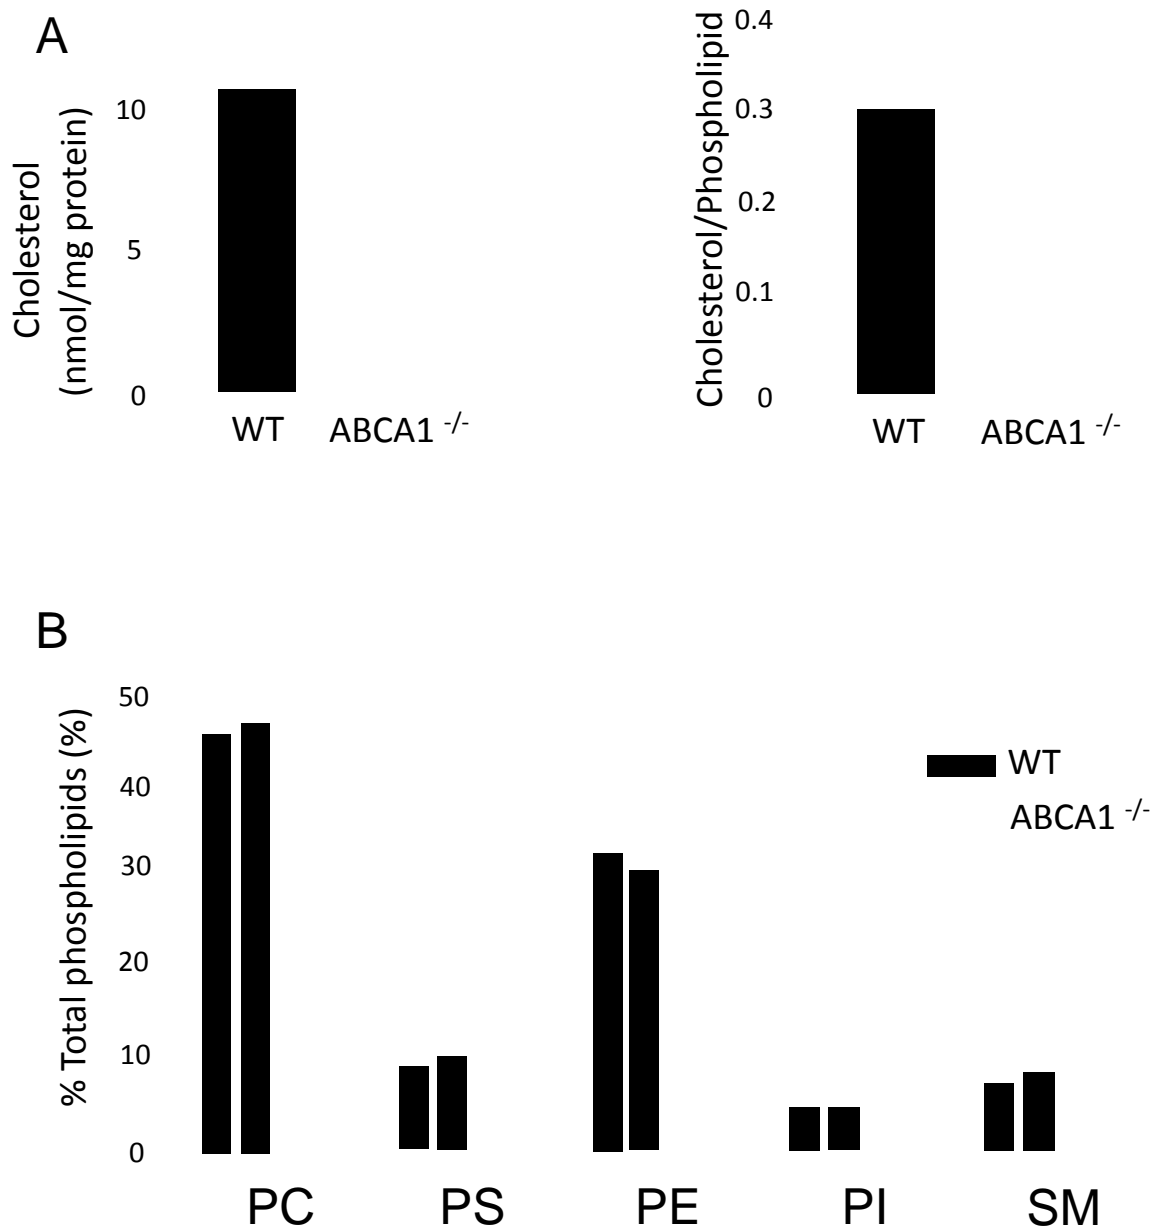 A
Cholesterol
(nmol/mg protein)
10
5
0
WT
ABCA1 -/-
Cholesterol/Phospholipid
0.4
0.3
0.2
0.1
0
WT
ABCA1 -/-
B
% Total phospholipids (%)
50
40
30
20
10
0
WT
ABCA1 -/-
PC
PS
PE
PI
SM